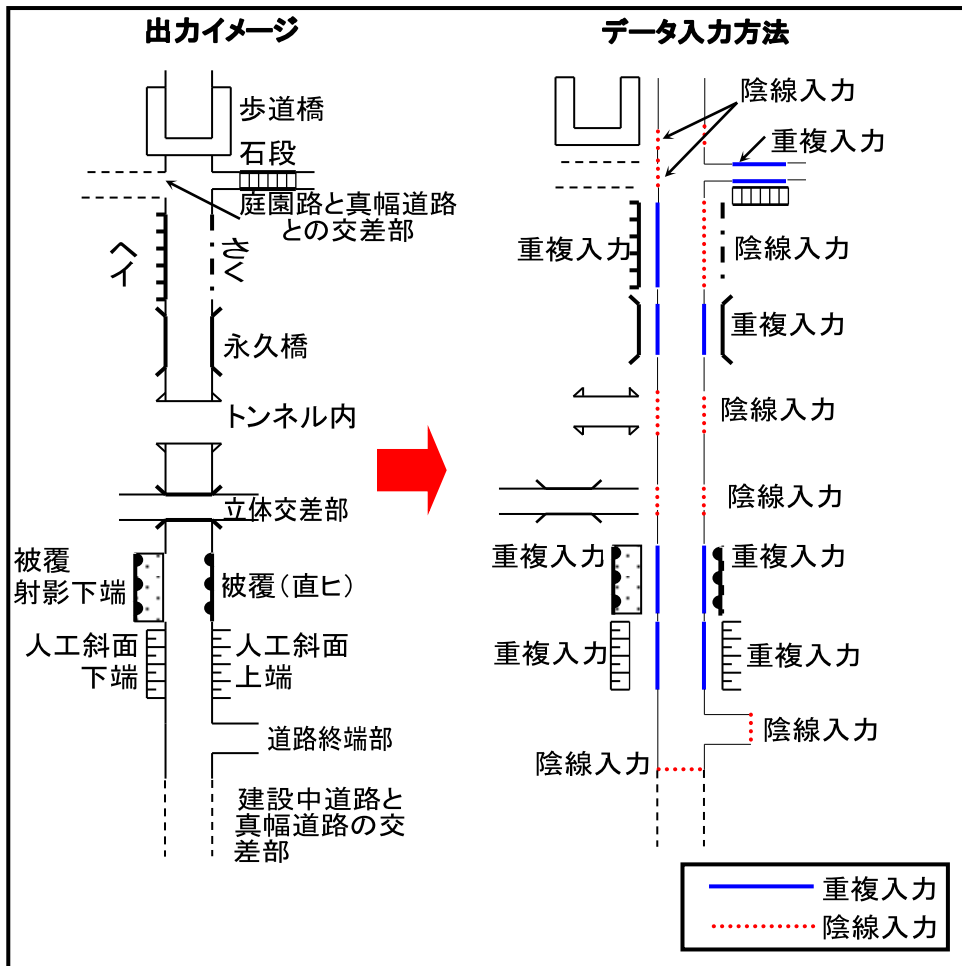 出力イメージ
歩道橋
石段
庭園路と真幅道路
との交差部
ヘイ
さく
永久橋
トンネル内
立体交差部
被覆
射影下端
被覆(直ヒ)
人工斜面
下端
人工斜面
上端
道路終端部
建設中道路と
真幅道路の交
差部
データ入力方法
陰線入力
重複入力
重複入力
陰線入力
重複入力
陰線入力
陰線入力
重複入力
重複入力
重複入力
重複入力
陰線入力
陰線入力
重複入力
陰線入力